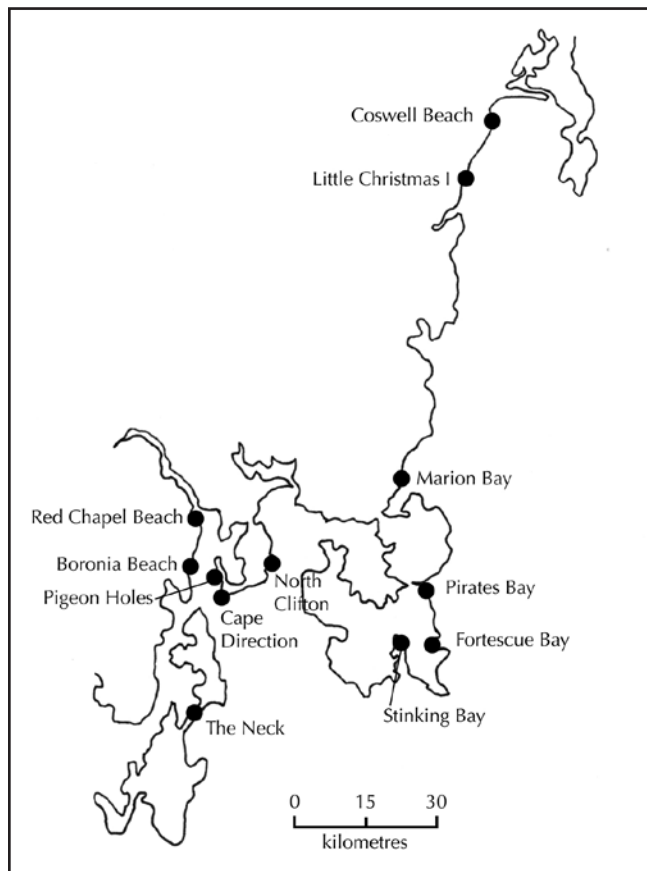 Coswell Beach
Little Christmas I
Marion Bay
Red Chapel Beach
Boronia Beach
Pigeon Holes
North
Clifton
Cape
Direction
Pirates Bay
Fortescue Bay
Stinking Bay
The Neck
0 15 30
kilometres